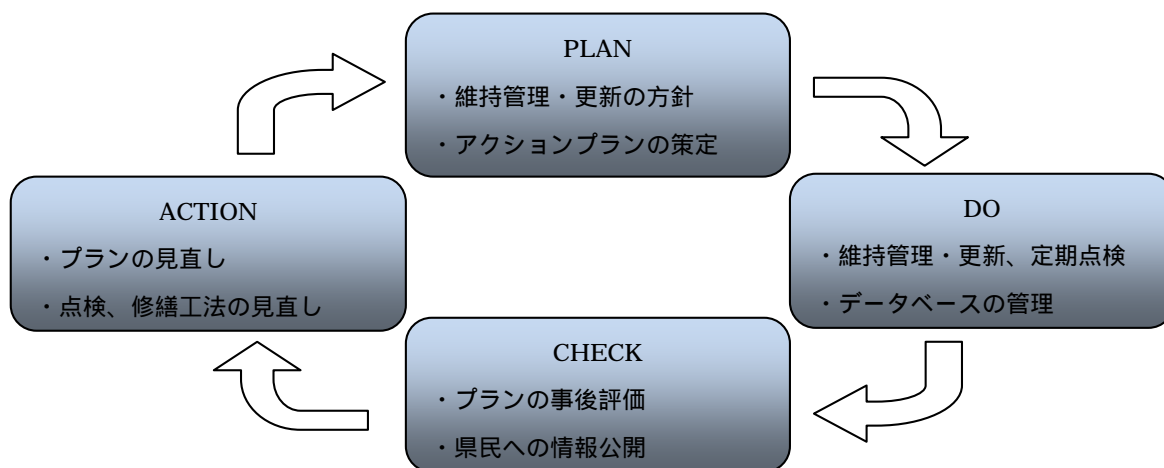 PLAN
・維持管理・更新の方針
・アクションプランの策定
ACTION
・プランの見直し
・点検、修繕工法の見直し
DO
・維持管理・更新、定期点検
・データベースの管理
CHECK
・プランの事後評価
・県民への情報公開